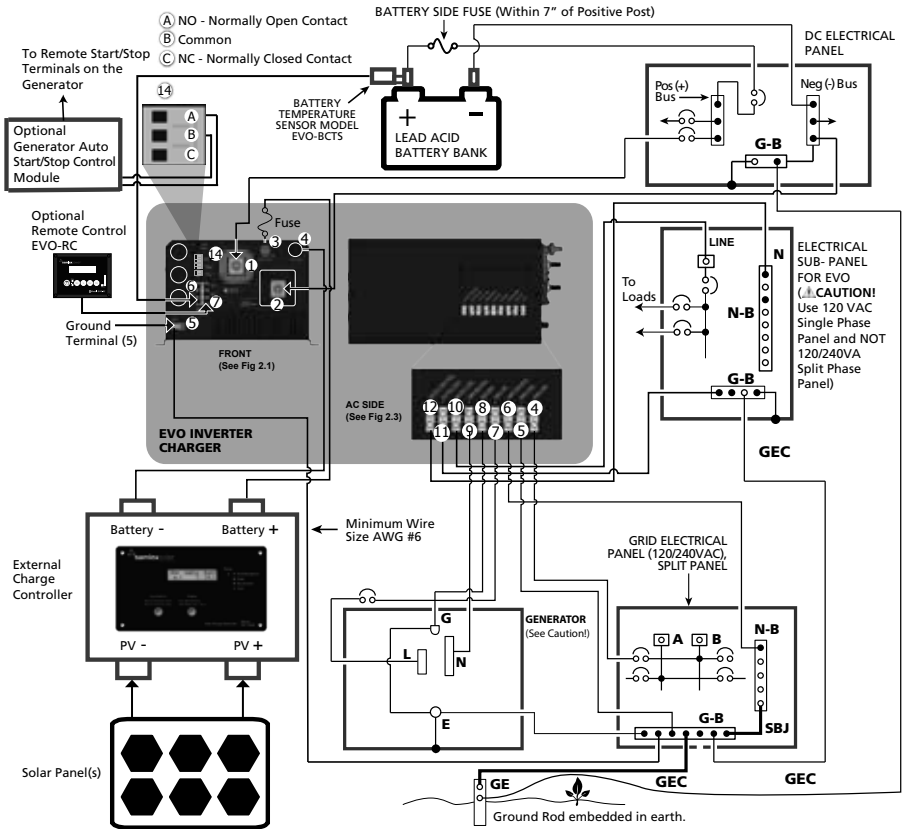 BATTERY SIDE FUSE (Within 7” of Positive Post)
A NO - Normally Open Contact
B Common
C NC - Normally Closed Contact
To Remote Start/Stop
Terminals on the
Generator
14
A
B
C
Optional
Generator Auto
Start/Stop Control
Module
BATTERY
TEMPERATURE
SENSOR MODEL
EVO-BCTS
+
-
LEAD ACID
BATTERY BANK
DC ELECTRICAL
PANEL
Pos (+)
Bus
Neg (-) Bus
G-B
Optional
Remote Control
EVO-RC
Fuse
3
4
14
1
6
7
2
5
Ground
Terminal (5)
FRONT
(See Fig 2.1)
AC SIDE
(See Fig 2.3)
12
10
8
6
4
11
9
7
5
EVO INVERTER
CHARGER
LINE
N
To
Loads
N-B
G-B
ELECTRICAL
SUB- PANEL
FOR EVO
(⚠CAUTION!
Use 120 VAC
Single Phase
Panel and NOT
120/240VA
Split Phase
Panel)
GEC
Battery -
Battery +
Minimum Wire
Size AWG #6
External
Charge
Controller
PV -
PV +
Solar Panel(s)
GENERATOR
(See Caution!)
G
L
N
E
GRID ELECTRICAL
PANEL (120/240VAC),
SPLIT PANEL
A
B
N-B
G-B
SBJ
GE
GEC
GEC
Ground Rod embedded in earth.